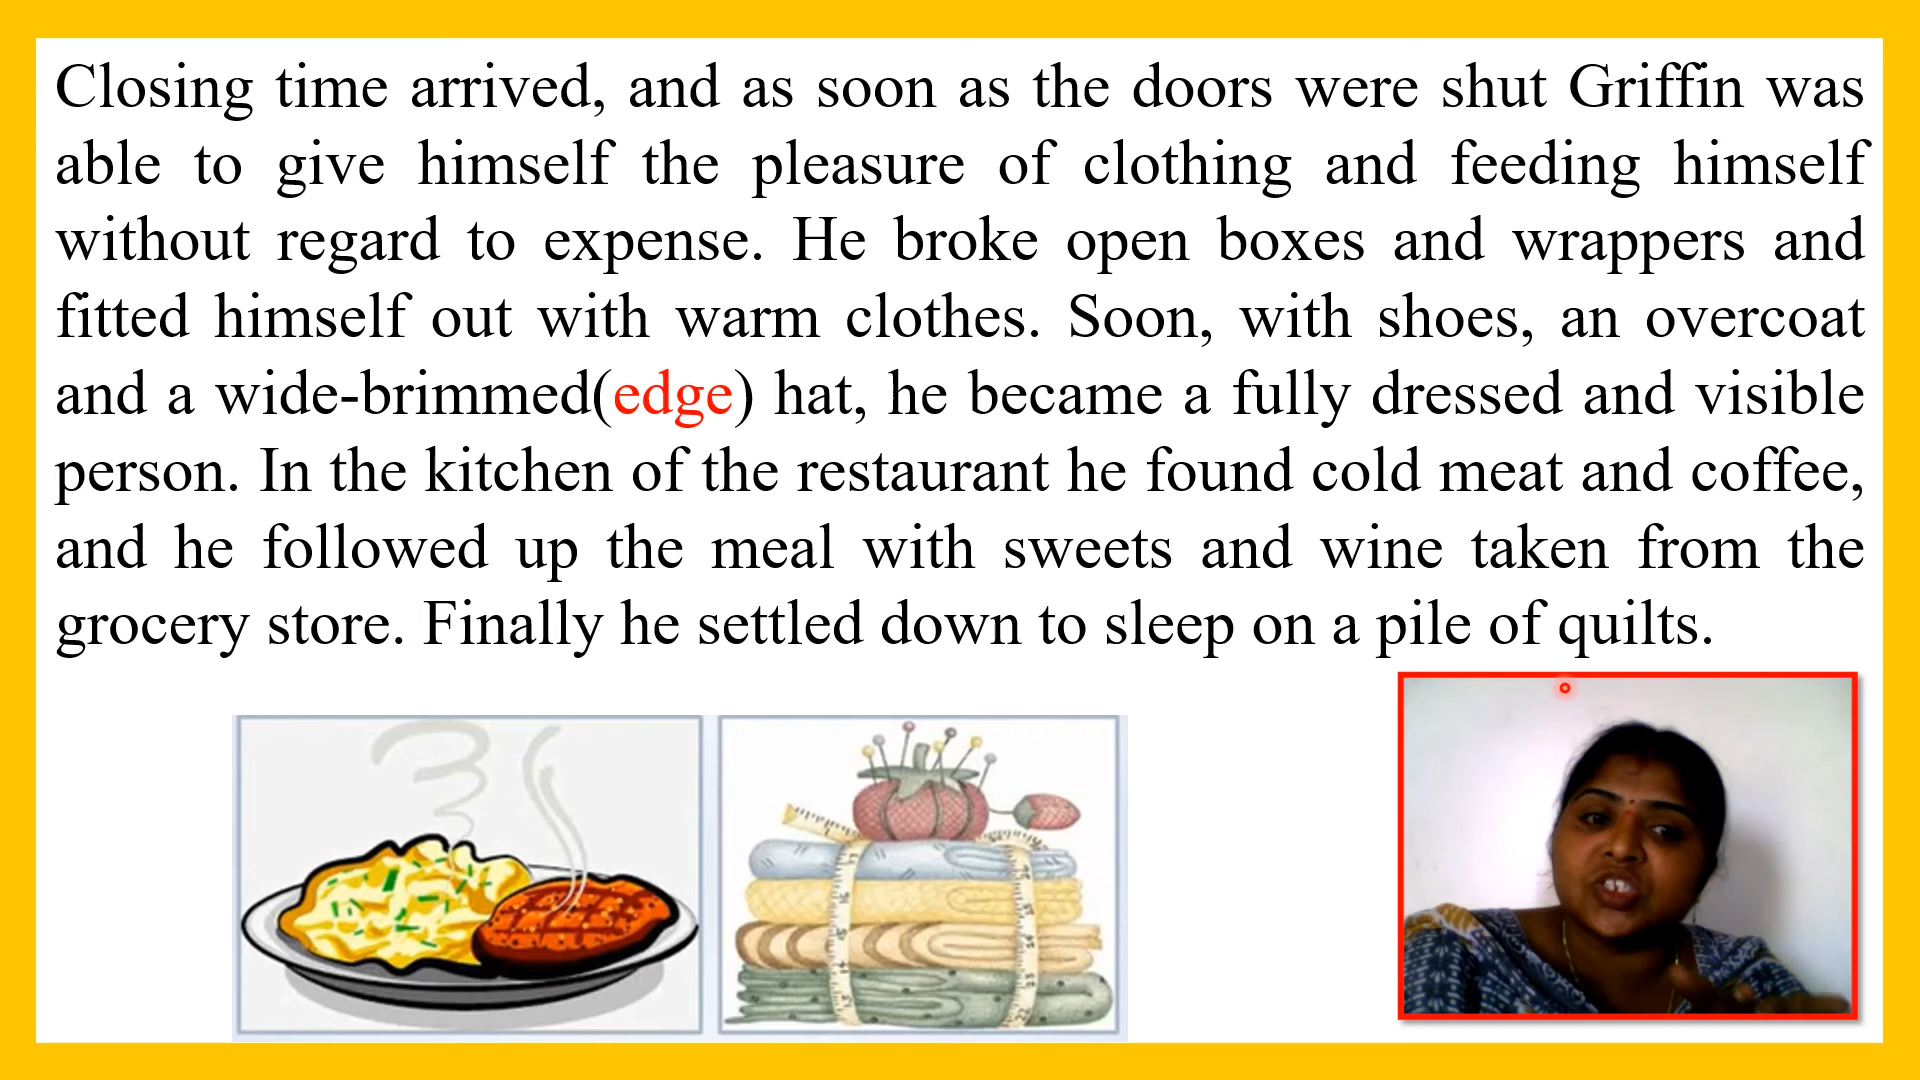 Closing time arrived, and as soon as the doors were shut Griffin was
able to give himself the pleasure of clothing and feeding himself
without regard to expense. He broke open boxes and wrappers and
fitted himself out with warm clothes. Soon, with shoes, an overcoat
and a wide-brimmed(edge) hat, he became a fully dressed and visible
person. In the kitchen of the restaurant he found cold meat and coffee,
and he followed up the meal with sweets and wine taken from the
grocery store. Finally he settled down to sleep on a pile of quilts.